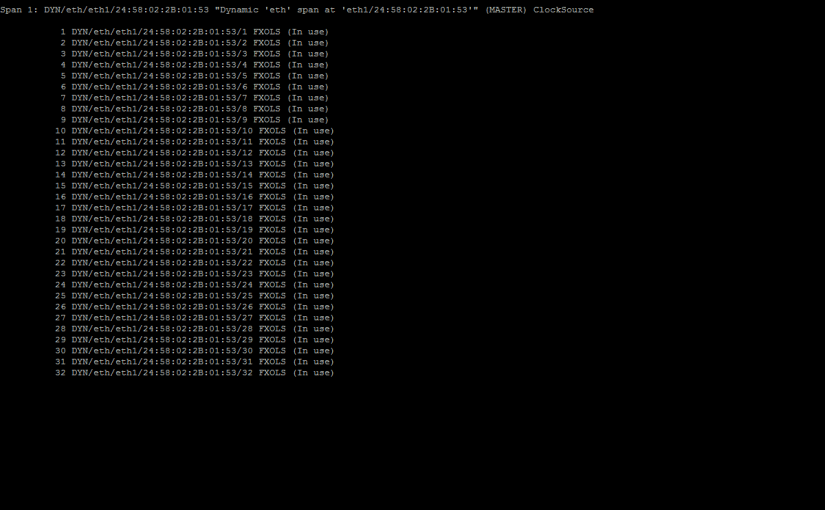 Span 1: DYN/eth/eth1/24:58:02:2B:01:53 "Dynamic 'eth' span at 'eth1/24:58:02:2B:01:53'" (MASTER) ClockSource
1 DYN/eth/eth1/24:58:02:2B:01:53/1 FXOLS (In use)
2 DYN/eth/eth1/24:58:02:2B:01:53/2 FXOLS (In use)
3 DYN/eth/eth1/24:58:02:2B:01:53/3 FXOLS (In use)
4 DYN/eth/eth1/24:58:02:2B:01:53/4 FXOLS (In use)
5 DYN/eth/eth1/24:58:02:2B:01:53/5 FXOLS (In use)
6 DYN/eth/eth1/24:58:02:2B:01:53/6 FXOLS (In use)
7 DYN/eth/eth1/24:58:02:2B:01:53/7 FXOLS (In use)
8 DYN/eth/eth1/24:58:02:2B:01:53/8 FXOLS (In use)
9 DYN/eth/eth1/24:58:02:2B:01:53/9 FXOLS (In use)
10 DYN/eth/eth1/24:58:02:2B:01:53/10 FXOLS (In use)
11 DYN/eth/eth1/24:58:02:2B:01:53/11 FXOLS (In use)
12 DYN/eth/eth1/24:58:02:2B:01:53/12 FXOLS (In use)
13 DYN/eth/eth1/24:58:02:2B:01:53/13 FXOLS (In use)
14 DYN/eth/eth1/24:58:02:2B:01:53/14 FXOLS (In use)
15 DYN/eth/eth1/24:58:02:2B:01:53/15 FXOLS (In use)
16 DYN/eth/eth1/24:58:02:2B:01:53/16 FXOLS (In use)
17 DYN/eth/eth1/24:58:02:2B:01:53/17 FXOLS (In use)
18 DYN/eth/eth1/24:58:02:2B:01:53/18 FXOLS (In use)
19 DYN/eth/eth1/24:58:02:2B:01:53/19 FXOLS (In use)
20 DYN/eth/eth1/24:58:02:2B:01:53/20 FXOLS (In use)
21 DYN/eth/eth1/24:58:02:2B:01:53/21 FXOLS (In use)
22 DYN/eth/eth1/24:58:02:2B:01:53/22 FXOLS (In use)
23 DYN/eth/eth1/24:58:02:2B:01:53/23 FXOLS (In use)
24 DYN/eth/eth1/24:58:02:2B:01:53/24 FXOLS (In use)
25 DYN/eth/eth1/24:58:02:2B:01:53/25 FXOLS (In use)
26 DYN/eth/eth1/24:58:02:2B:01:53/26 FXOLS (In use)
27 DYN/eth/eth1/24:58:02:2B:01:53/27 FXOLS (In use)
28 DYN/eth/eth1/24:58:02:2B:01:53/28 FXOLS (In use)
29 DYN/eth/eth1/24:58:02:2B:01:53/29 FXOLS (In use)
30 DYN/eth/eth1/24:58:02:2B:01:53/30 FXOLS (In use)
31 DYN/eth/eth1/24:58:02:2B:01:53/31 FXOLS (In use)
32 DYN/eth/eth1/24:58:02:2B:01:53/32 FXOLS (In use)